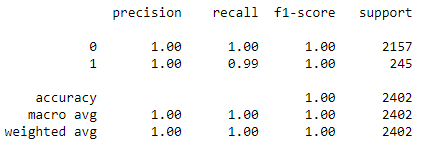 precision recall f1-score support
0 1.00 1.00 1.00 2157
1 1.00 0.99 1.00 245
accuracy 1.00 2402
macro avg 1.00 1.00 1.00 2402
weighted avg 1.00 1.00 1.00 2402